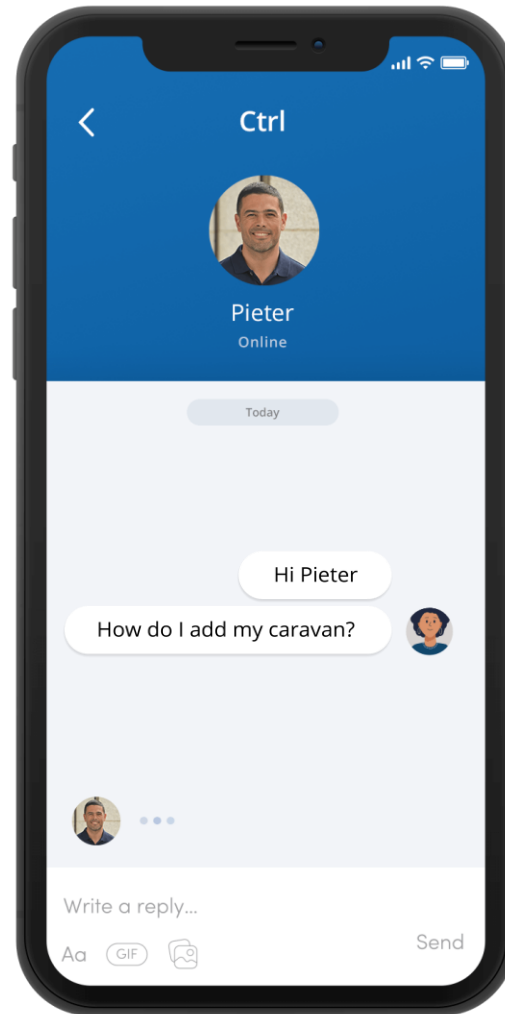 Ctrl
Pieter
Online
Today
Hi Pieter
How do I add my caravan?
Write a reply...
Aa
GIF
Send